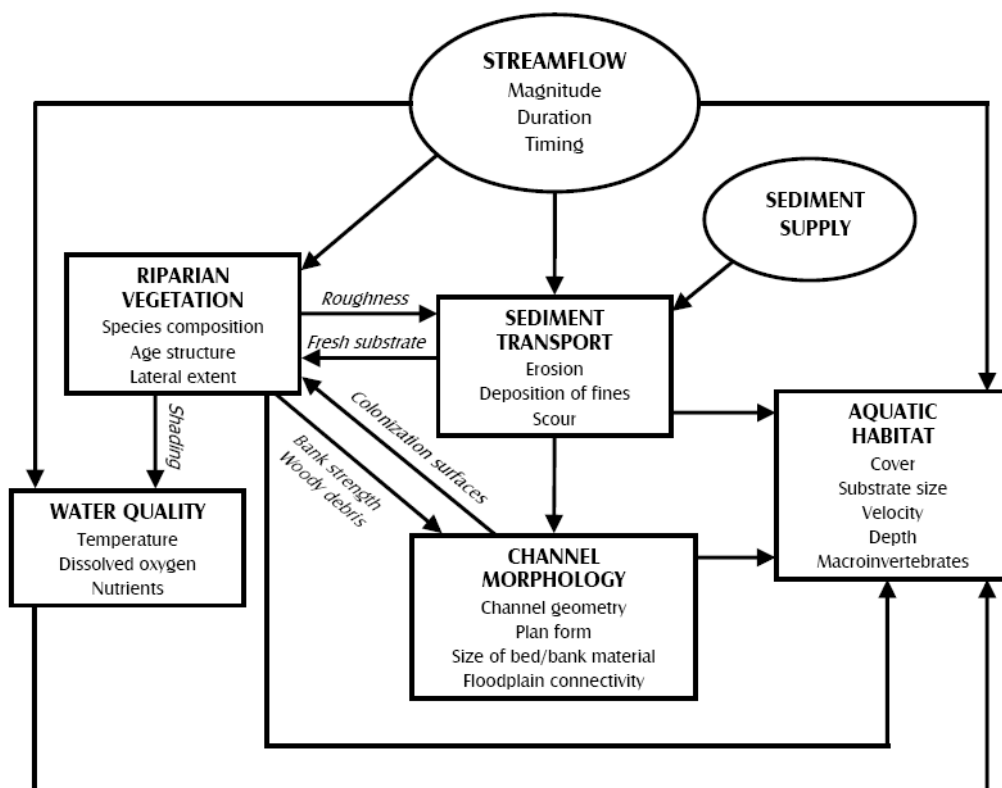 STREAMFLOW
Magnitude
Duration
Timing
SEDIMENT
SUPPLY
RIPARIAN
VEGETATION
Species composition
Age structure
Lateral extent
Roughness
Fresh substrate
SEDIMENT
TRANSPORT
Erosion
Deposition of fines
Scour
Shading
Bank strength
Woody debris
Colonization surfaces
AQUATIC
HABITAT
Cover
Substrate size
Velocity
Depth
Macroinvertebrates
WATER QUALITY
Temperature
Dissolved oxygen
Nutrients
CHANNEL
MORPHOLOGY
Channel geometry
Plan form
Size of bed/bank material
Floodplain connectivity